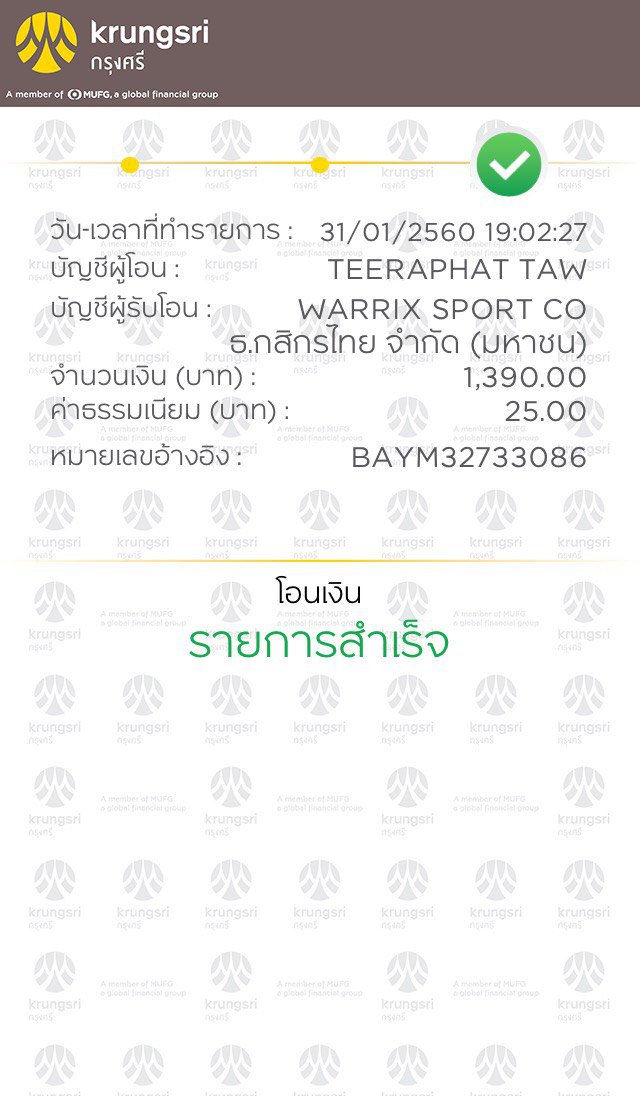 krungsri
กรุงศรี
A member of MUFG, a global financial group
วัน-เวลาที่ทำรายการ : 31/01/2560 19:02:27
บัญชีผู้โอน : TEERAPHAT TAW
บัญชีผู้รับโอน : WARRIX SPORT CO
ธ.กสิกรไทย จำกัด (มหาชน)
จำนวนเงิน (บาท) : 1,390.00
ค่าธรรมเนียม (บาท) : 25.00
หมายเลขอ้างอิง : BAYM32733086
โอนเงิน
รายการสำเร็จ